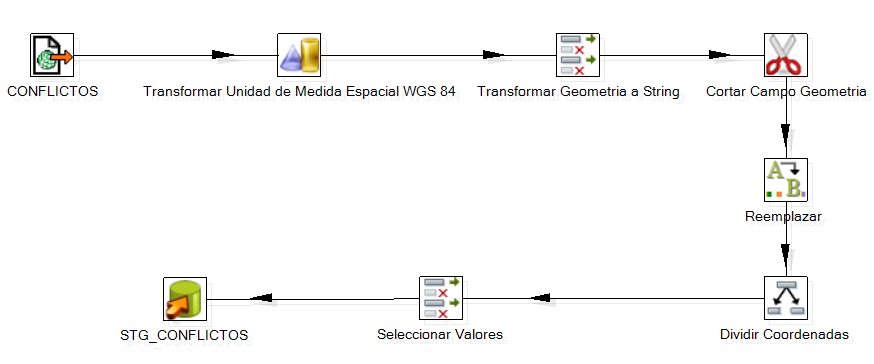 CONFLICTOS
Transformar Unidad de Medida Espacial WGS 84
Transformar Geometria a String
Cortar Campo Geometria
A
B
Reemplazar
STG_CONFLICTOS
Seleccionar Valores
Dividir Coordenadas